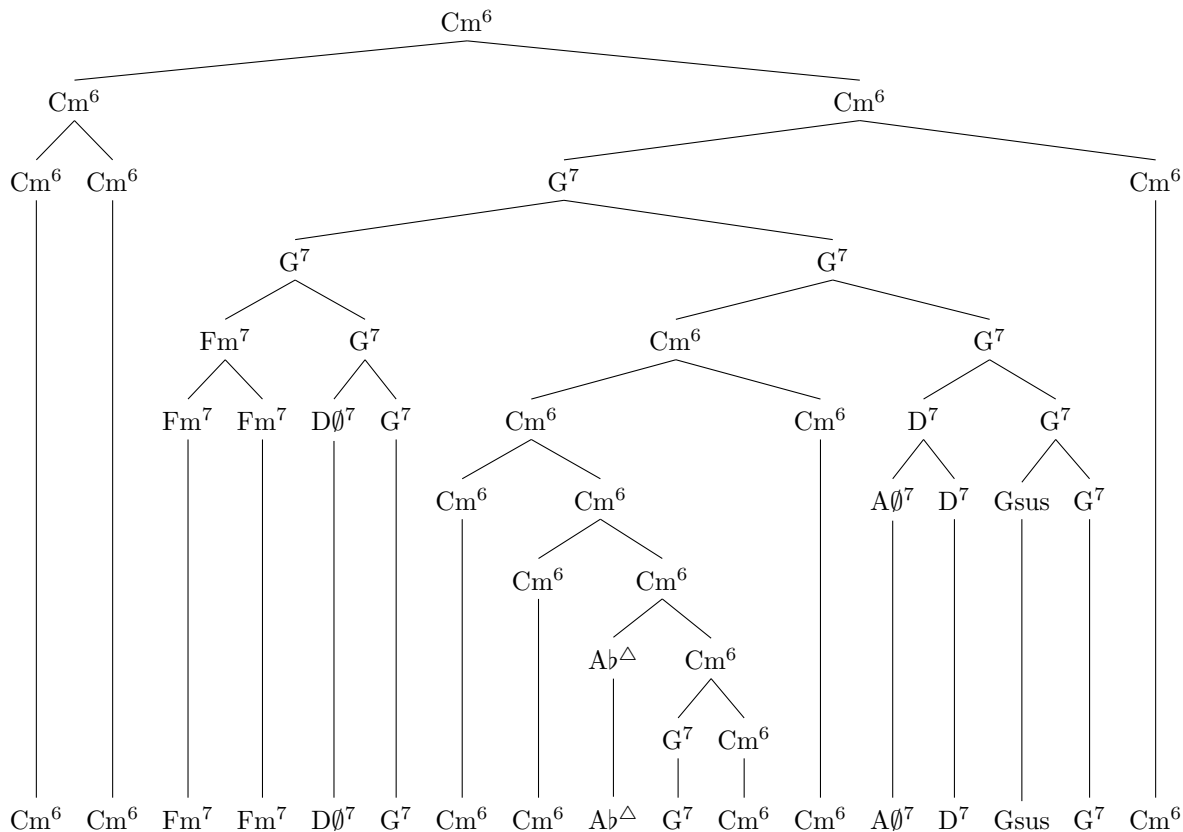 Cm⁶
Cm⁶ Cm⁶
Cm⁶ Cm⁶ G⁷ Cm⁶
G⁷ G⁷
Fm⁷ G⁷ Cm⁶ G⁷
Fm⁷ Fm⁷ D∅⁷ G⁷ Cm⁶ Cm⁶ D⁷ G⁷
Cm⁶ Cm⁶ A∅⁷ D⁷ Gsus G⁷
Cm⁶ Cm⁶
A♭△ Cm⁶
G⁷ Cm⁶
Cm⁶ Cm⁶ Fm⁷ Fm⁷ D∅⁷ G⁷ Cm⁶ Cm⁶ A♭△ G⁷ Cm⁶ Cm⁶ A∅⁷ D⁷ Gsus G⁷ Cm⁶